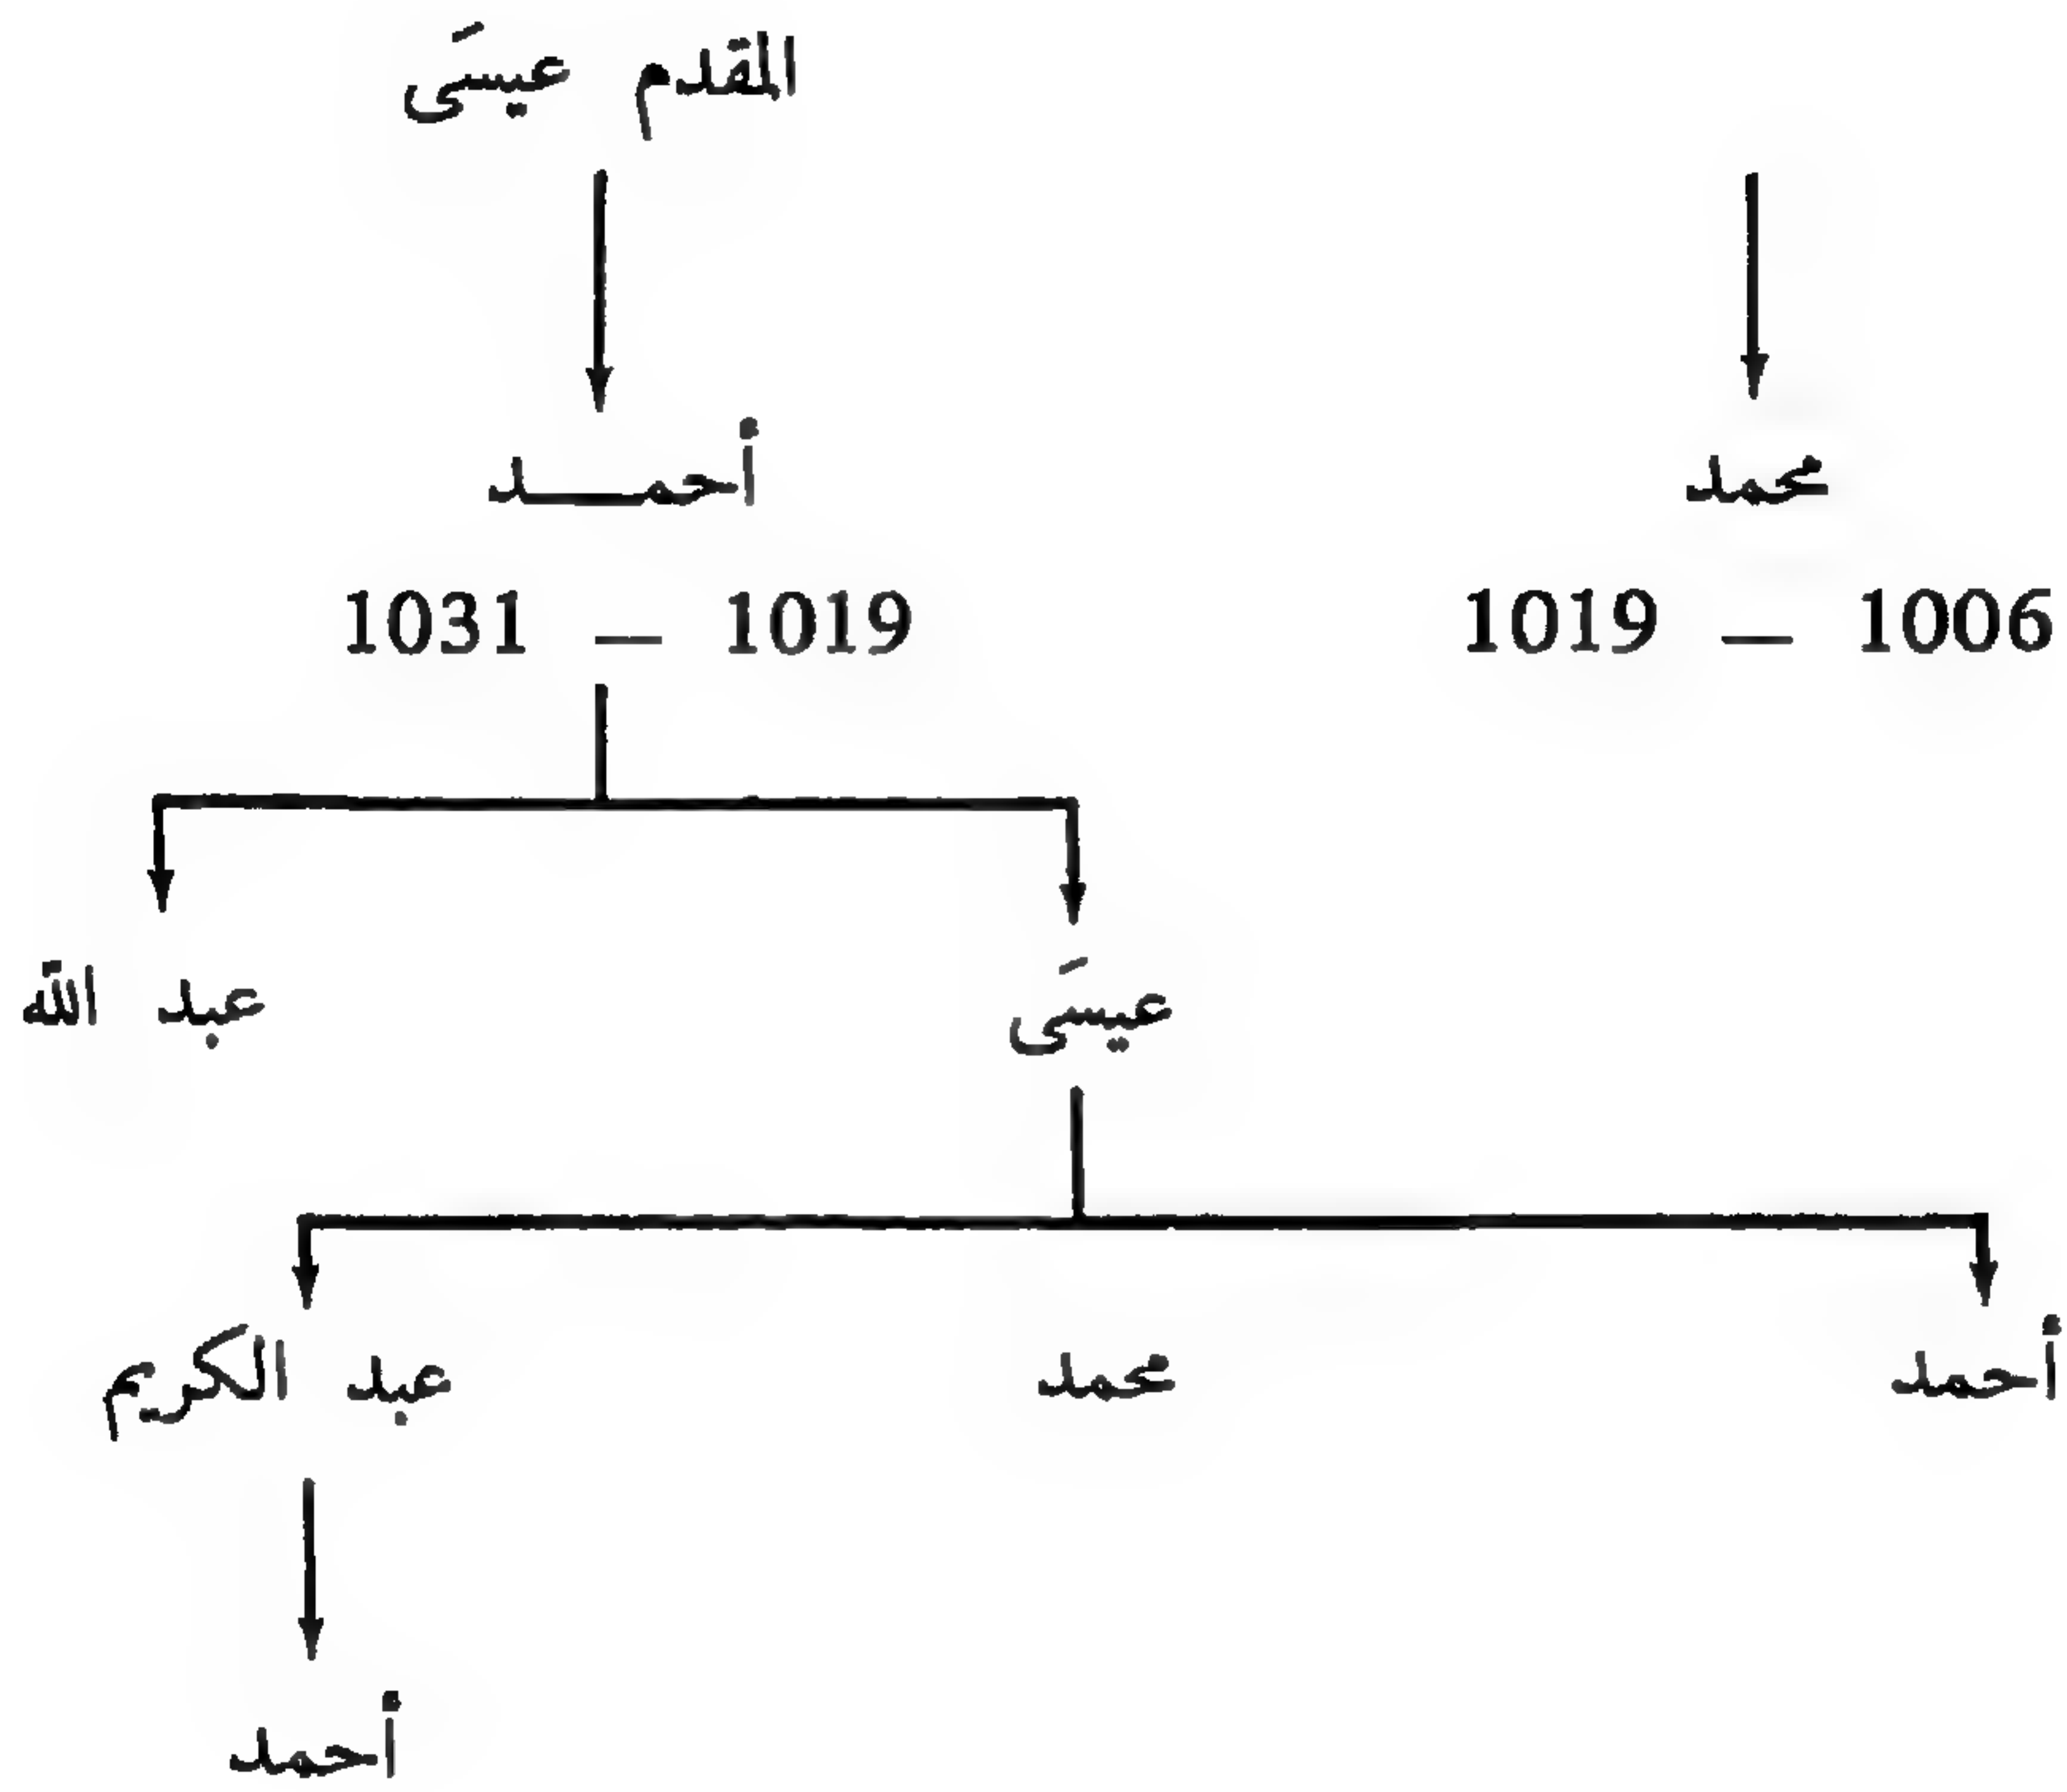 المقدم عيسَى
محمد أحمـــد
1006 — 1019 1019 — 1031
عيسَى عبد الله
أحمد محمد عبد الكريم
أحمد